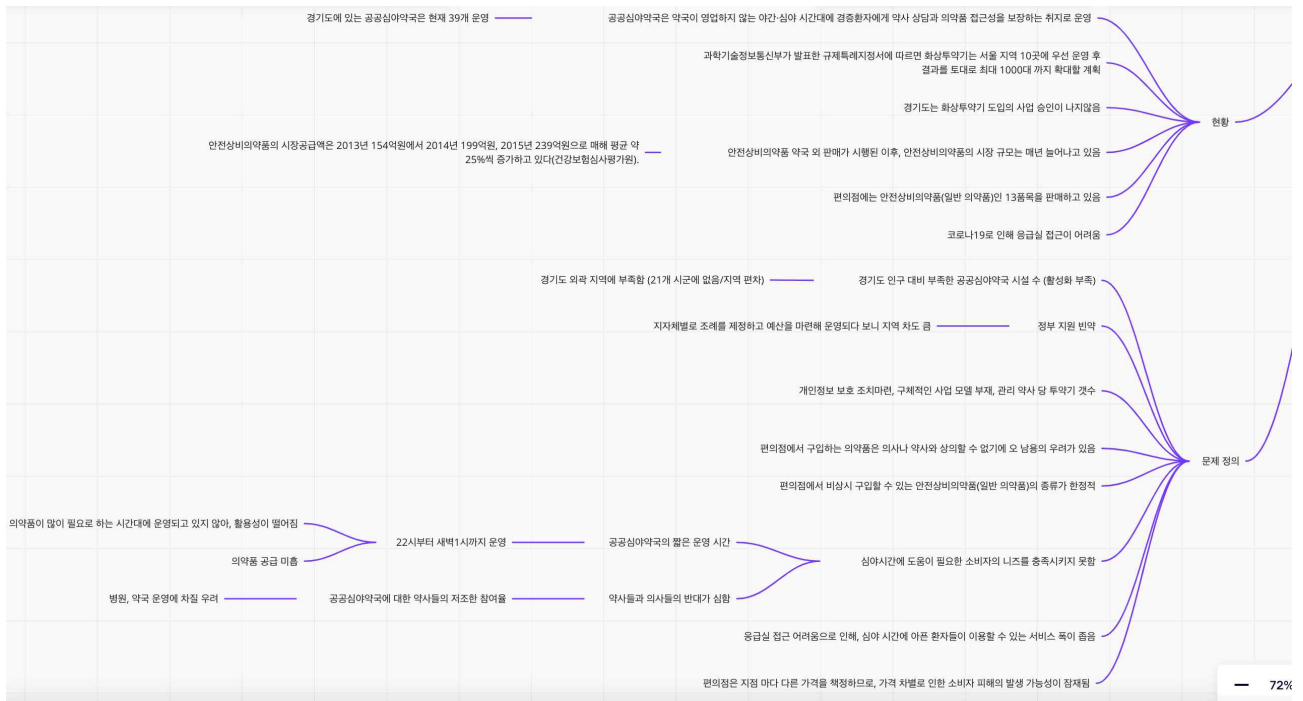 공공심야약국은 약국이 영업하지 않는 야간·심야 시간대에 경증환자에게 약사 상담과 의약품 접근성을 보장하는 취지로 운영
경기도에 있는 공공심야약국은 현재 39개 운영
과학기술정보통신부가 발표한 규제특례지정서에 따르면 화상투약기는 서울 지역 10곳에 우선 운영 후
결과를 토대로 최대 1000대 까지 확대할 계획
경기도는 화상투약기 도입의 사업 승인이 나지않음
현황
안전상비의약품 약국 외 판매가 시행된 이후, 안전상비의약품의 시장 규모는 매년 늘어나고 있음
안전상비의약품의 시장공급액은 2013년 154억원에서 2014년 199억원, 2015년 239억원으로 매해 평균 약
25%씩 증가하고 있다(건강보험심사평가원).
편의점에는 안전상비의약품(일반 의약품)인 13품목을 판매하고 있음
코로나19로 인해 응급실 접근이 어려움
경기도 인구 대비 부족한 공공심야약국 시설 수 (활성화 부족)
경기도 외곽 지역에 부족함 (21개 시군에 없음/지역 편차)
정부 지원 빈약
지자체별로 조례를 제정하고 예산을 마련해 운영되다 보니 지역 차도 큼
개인정보 보호 조치마련, 구체적인 사업 모델 부재, 관리 약사 당 투약기 갯수
편의점에서 구입하는 의약품은 의사나 약사와 상의할 수 없기에 오 남용의 우려가 있음
문제 정의
편의점에서 비상시 구입할 수 있는 안전상비의약품(일반 의약품)의 종류가 한정적
심야시간에 도움이 필요한 소비자의 니즈를 충족시키지 못함
공공심야약국의 짧은 운영 시간
22시부터 새벽1시까지 운영
의약품이 많이 필요로 하는 시간대에 운영되고 있지 않아, 활용성이 떨어짐
의약품 공급 미흡
약사들과 의사들의 반대가 심함
공공심야약국에 대한 약사들의 저조한 참여율
병원, 약국 운영에 차질 우려
응급실 접근 어려움으로 인해, 심야 시간에 아픈 환자들이 이용할 수 있는 서비스 폭이 좁음
편의점은 지점 마다 다른 가격을 책정하므로, 가격 차별로 인한 소비자 피해의 발생 가능성이 잠재됨
72%